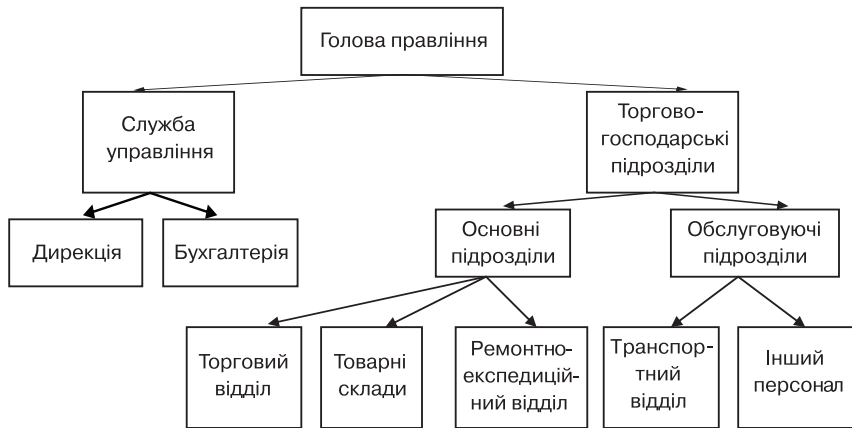 Голова правління
Служба
управління
Торгово-
господарські
підрозділи
Дирекція
Бухгалтерія
Основні
підрозділи
Обслуговуючі
підрозділи
Торговий
відділ
Товарні
склади
Ремонтно-
експедицій-
ний відділ
Транспор-
тний
відділ
Інший
персонал